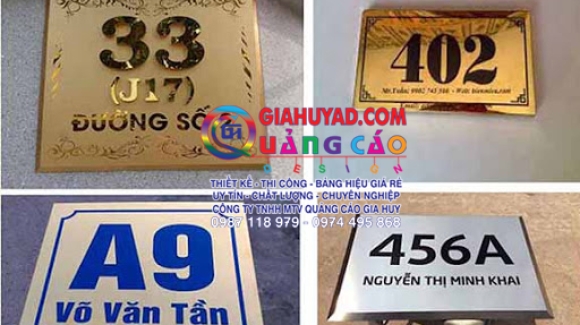 33
(J17)
ĐƯỜNG SỐ
402
GIAHUYAD.COM
QUẢNG CÁO
DESIGN
THIẾT KẾ - THI CÔNG - BẢNG HIỆU GIÁ RẺ
UY TÍN - CHẤT LƯỢNG - CHUYÊN NGHIỆP
CÔNG TY TNHH MTV QUẢNG CÁO GIA HUY
0987 118 979 - 0974 495 868
A9
Võ Văn Tần
456A
NGUYỄN THỊ MINH KHAI